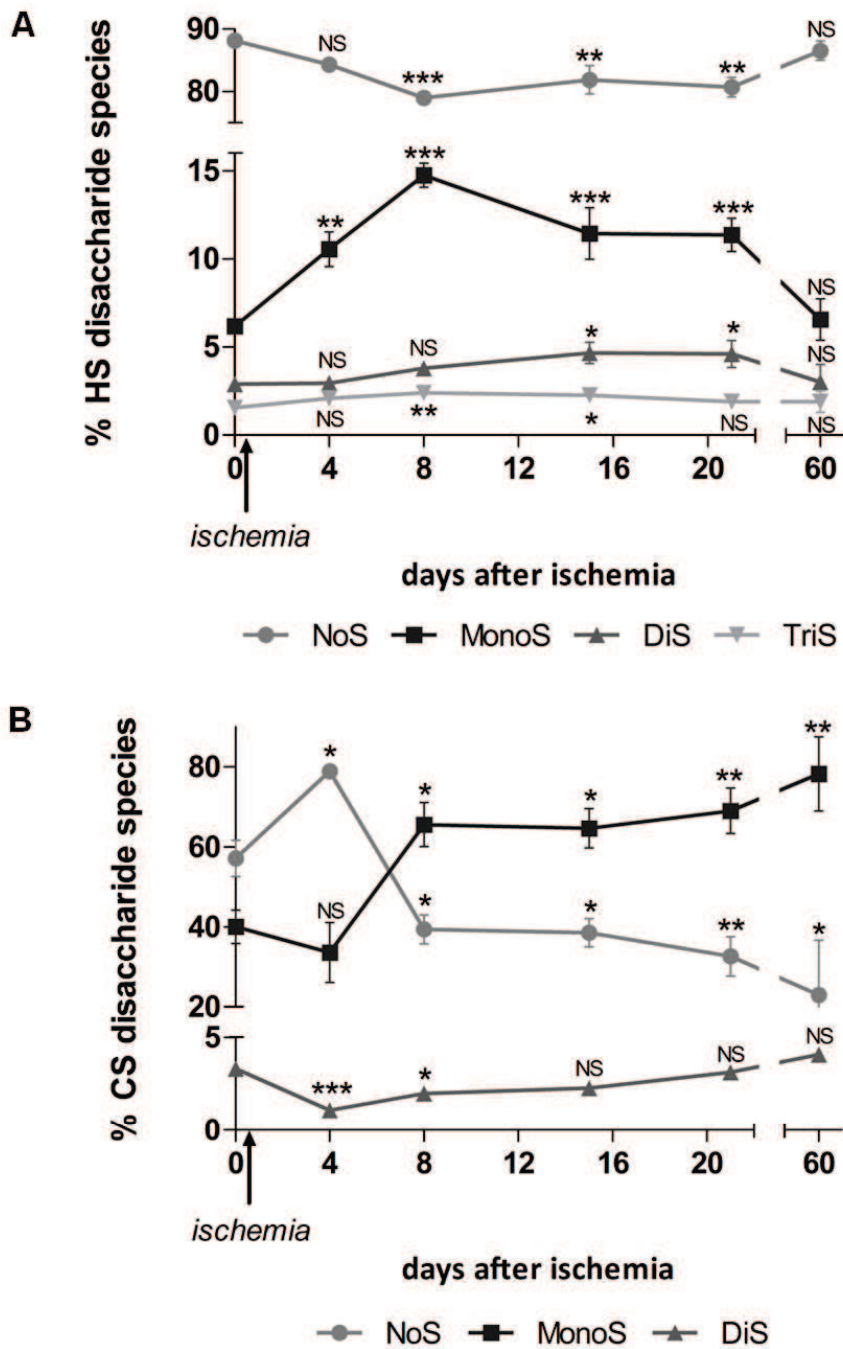 A
% HS disaccharide species
90
80
15
10
5
0
NS
***
**
**
NS
**
***
***
***
NS
NS
NS
*
*
NS
NS
**
*
NS
NS
0 4 8 12 16 20 60
ischemia
days after ischemia
NoS MonoS DiS TriS
B
% CS disaccharide species
80
60
40
20
5
0
*
*
*
**
**
NS
*
*
**
*
***
*
NS
NS
NS
0 4 8 12 16 20 60
ischemia
days after ischemia
NoS MonoS DiS